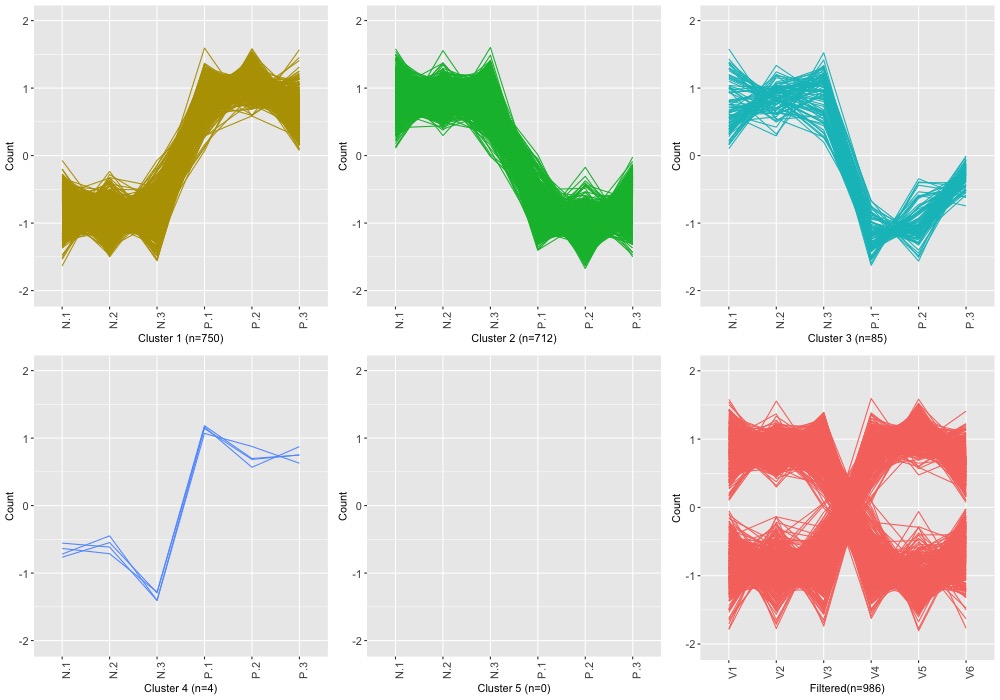 2
1
0
-1
-2
Count
N.1
N.2
N.3
P.1
P.2
P.3
Cluster 1 (n=750)
2
1
0
-1
-2
Count
N.1
N.2
N.3
P.1
P.2
P.3
Cluster 2 (n=712)
2
1
0
-1
-2
Count
N.1
N.2
N.3
P.1
P.2
P.3
Cluster 3 (n=85)
2
1
0
-1
-2
Count
N.1
N.2
N.3
P.1
P.2
P.3
Cluster 4 (n=4)
2
1
0
-1
-2
Count
N.1
N.2
N.3
P.1
P.2
P.3
Cluster 5 (n=0)
2
1
0
-1
-2
Count
V1
V2
V3
V4
V5
V6
Filtered(n=986)